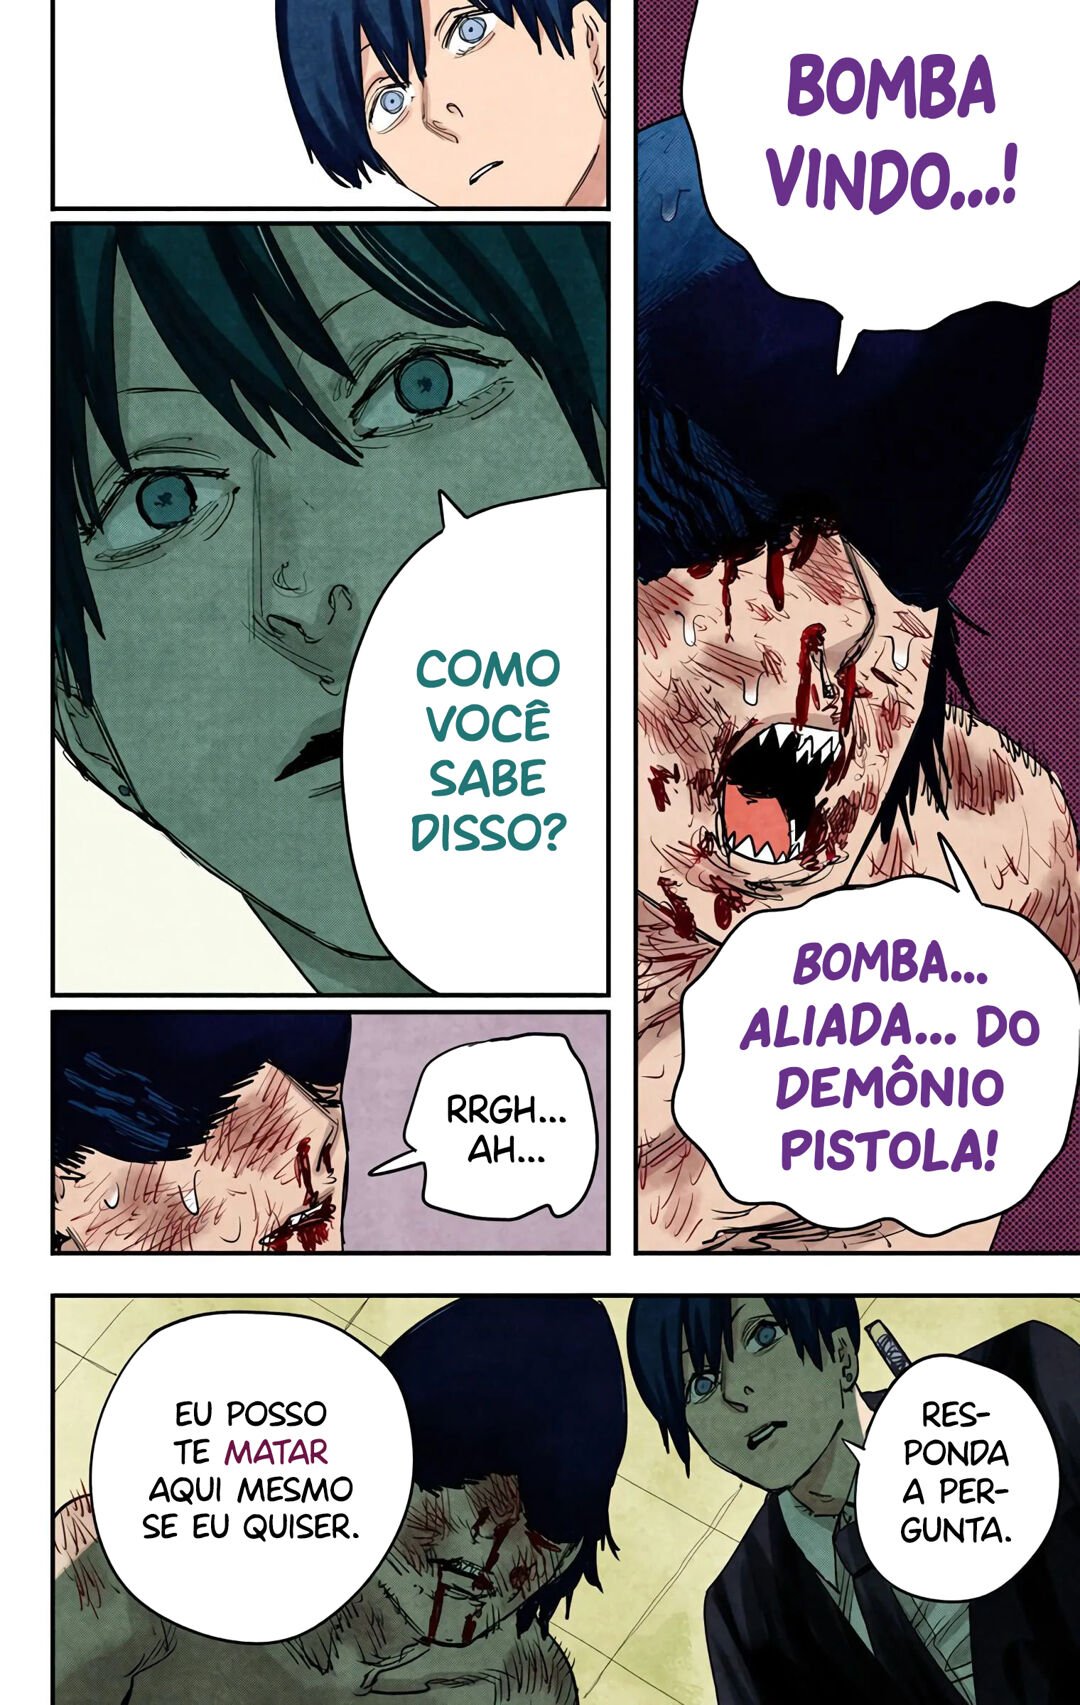 BOMBA
VINDO...!
BOMBA...
ALIADA... DO
DEMÔNIO
PISTOLA!
COMO
VOCÊ
SABE
DISSO?
RRGH...
AH...
RES-
PONDA
A PER-
GUNTA.
EU POSSO
TE MATAR
AQUI MESMO
SE EU QUISER.